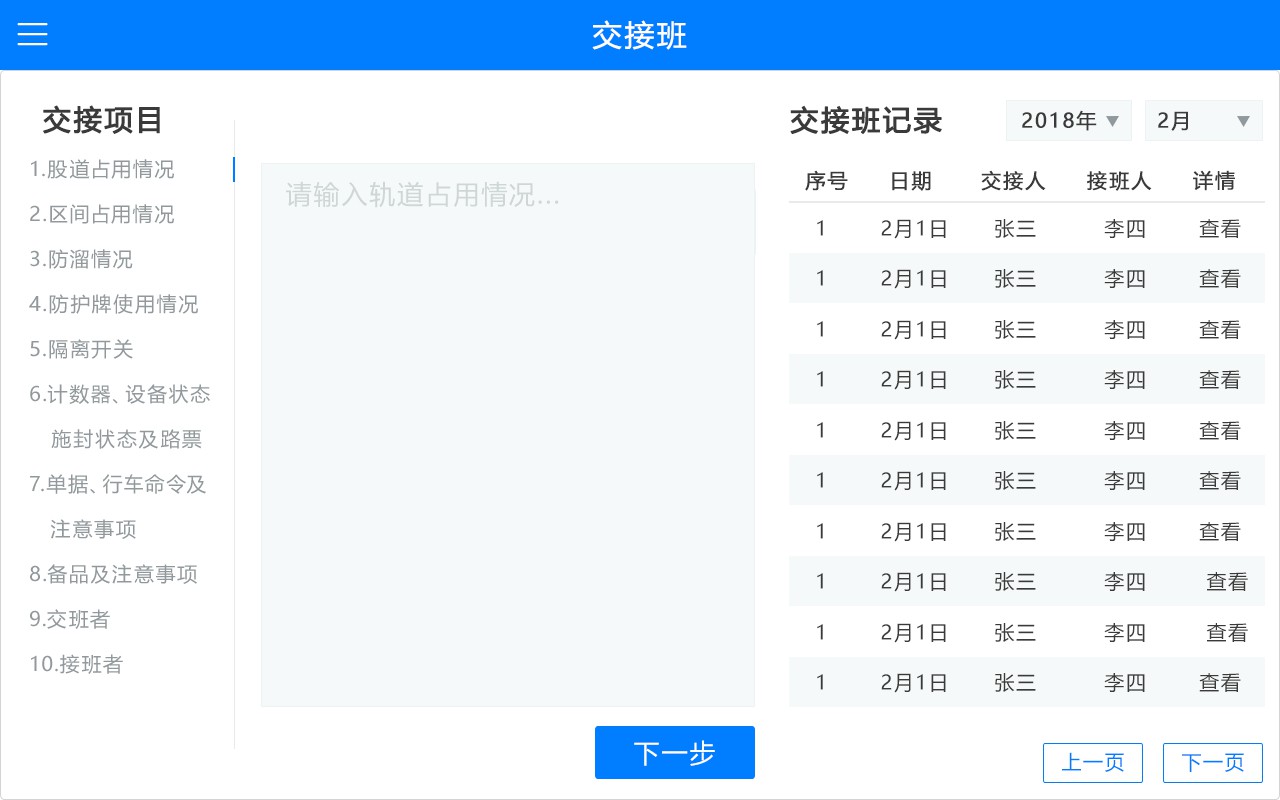 交接班
交接项目
1.股道占用情况
2.区间占用情况
3.防溜情况
4.防护牌使用情况
5.隔离开关
6.计数器、设备状态
施封状态及路票
7.单据、行车命令及
注意事项
8.备品及注意事项
9.交班者
10.接班者
请输入轨道占用情况...
下一步
交接班记录 2018年 ▼ 2月 ▼
序号 日期 交接人 接班人 详情
1 2月1日 张三 李四 查看
1 2月1日 张三 李四 查看
1 2月1日 张三 李四 查看
1 2月1日 张三 李四 查看
1 2月1日 张三 李四 查看
1 2月1日 张三 李四 查看
1 2月1日 张三 李四 查看
1 2月1日 张三 李四 查看
1 2月1日 张三 李四 查看
1 2月1日 张三 李四 查看
上一页 下一页